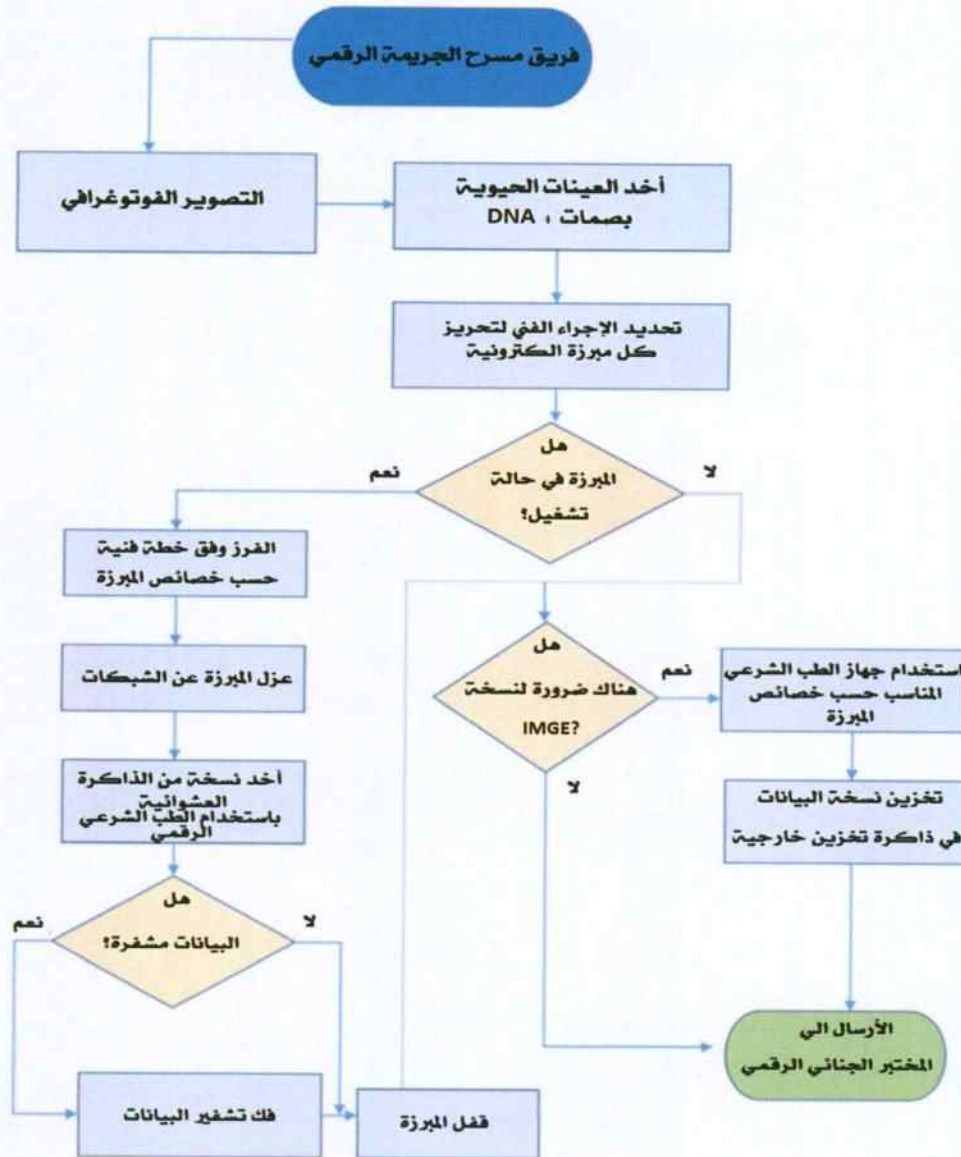 فريق مسرح الجريمة الرقمي
التصوير الفوتوغرافي
أخد العينات الحيوية
بصمات ، DNA
تحديد الإجراء الفني لتحريز
كل مبرزة الكترونية
هل
المبرزة في حالة
تشغيل؟
نعم
لا
الفرز وفق خطة فنية
حسب خصائص المبرزة
عزل المبرزة عن الشبكات
أخد نسخة من الذاكرة
العشوائية
باستخدام الطب الشرعي
الرقمي
هل
البيانات مشفرة؟
نعم
لا
فك تشفير البيانات
قفل المبرزة
هل
هناك ضرورة لنسخة
IMGE?
نعم
لا
استخدام جهاز الطب الشرعي
المناسب حسب خصائص
المبرزة
تخزين نسخة البيانات
في ذاكرة تخزين خارجية
الأرسال الي
المختبر الجنائي الرقمي